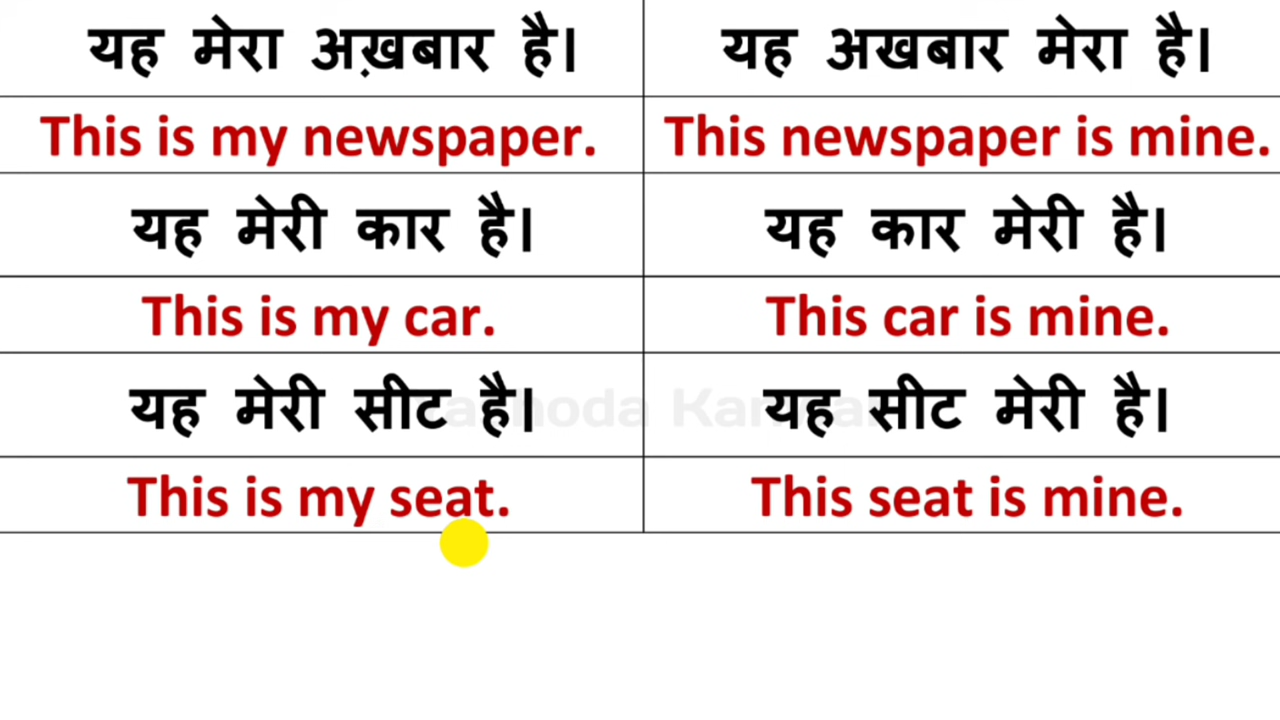 यह मेरा अख़बार है।
यह अखबार मेरा है।
This is my newspaper.
This newspaper is mine.
यह मेरी कार है।
यह कार मेरी है।
This is my car.
This car is mine.
यह मेरी सीट है।
यह सीट मेरी है।
This is my seat.
This seat is mine.